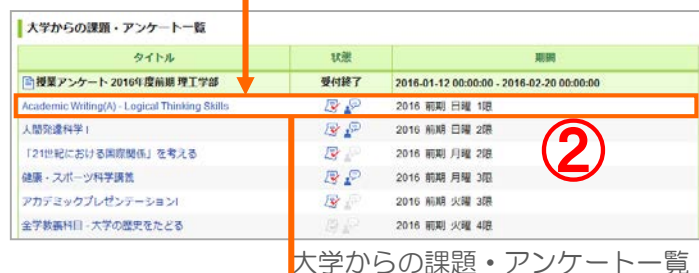 大学からの課題・アンケート一覧
タイトル 状態 期間
授業アンケート 2016年度前期 理工学部 受付終了 2016-01-12 00:00:00 - 2016-02-20 00:00:00
Academic Writing(A) - Logical Thinking Skills 2016 前期 日曜 1限
人間発達科学 I 2016 前期 日曜 2限
「21世紀における国際関係」を考える 2016 前期 月曜 2限
健康・スポーツ科学講義 2016 前期 月曜 3限
アカデミックプレゼンテーションI 2016 前期 火曜 3限
全学教養科目 - 大学の歴史をたどる 2016 前期 火曜 4限
②
大学からの課題・アンケート一覧